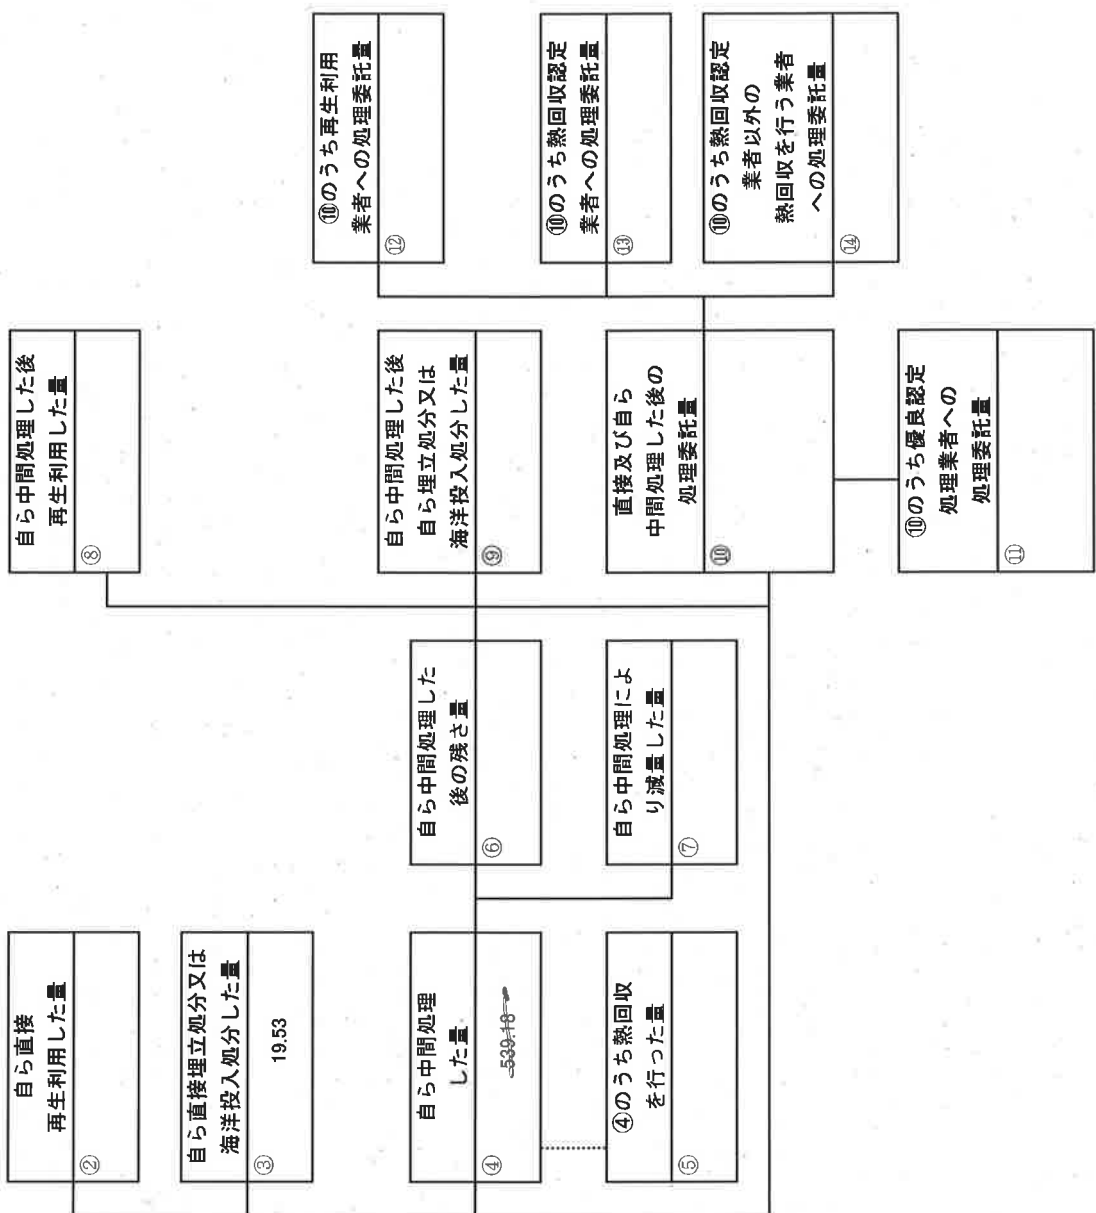 自ら直接
再生利用した量
②
自ら直接埋立処分又は
海洋投入処分した量
③
19.53
自ら中間処理
した量
④
539.18
④のうち熱回収
を行った量
⑤
自ら中間処理した
後の残さ量
⑥
自ら中間処理によ
り減量した量
⑦
自ら中間処理した後
再生利用した量
⑧
自ら中間処理した後
自ら埋立処分又は
海洋投入処分した量
⑨
直接及び自ら
中間処理した後の
処理委託量
⑩
⑩のうち優良認定
処理業者への
処理委託量
⑪
⑩のうち再生利用
業者への処理委託量
⑫
⑩のうち熱回収認定
業者への処理委託量
⑬
⑩のうち熱回収認定
業者以外の
熱回収を行う業者
への処理委託量
⑭